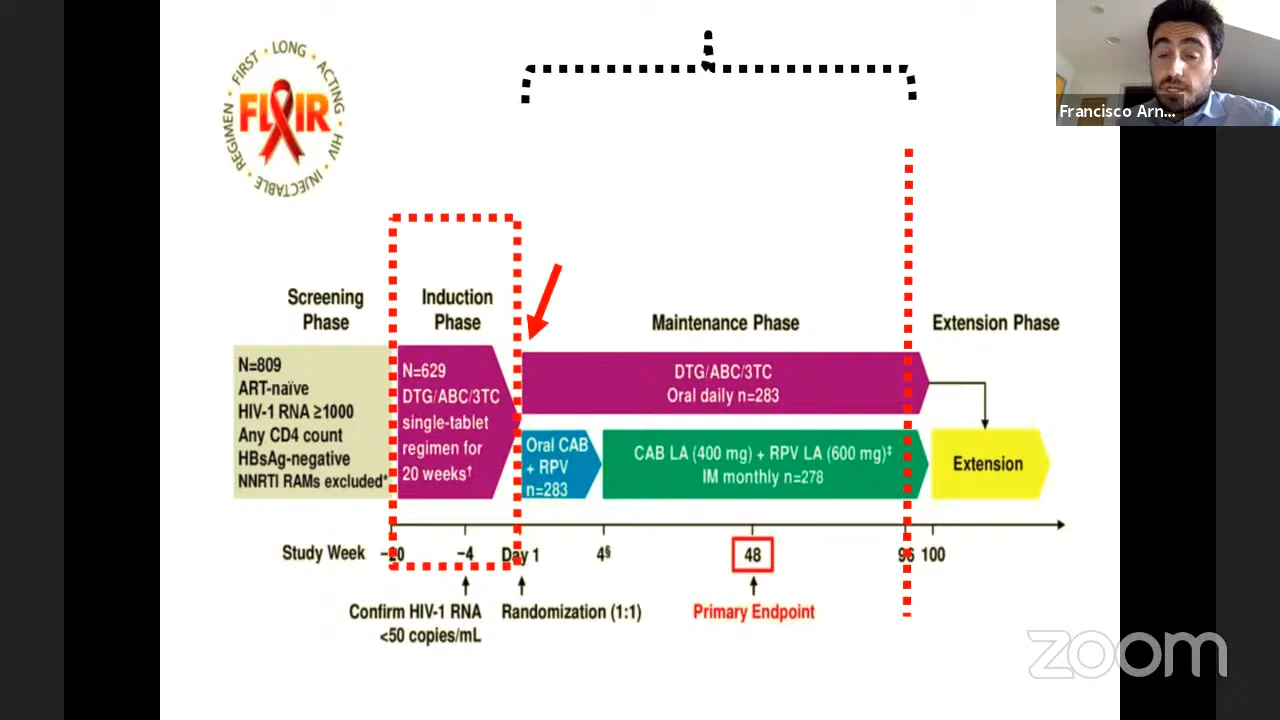 Francisco Arn...
FIRST · LONG · ACTING · HIV · INJECTABLE · REGIMEN
FLAIR
Screening
Phase
Induction
Phase
Maintenance Phase
Extension Phase
N=809
ART-naïve
HIV-1 RNA ≥1000
Any CD4 count
HBsAg-negative
NNRTI RAMs excluded*
N=629
DTG/ABC/3TC
single-tablet
regimen for
20 weeks†
DTG/ABC/3TC
Oral daily n=283
Oral CAB
+ RPV
n=283
CAB LA (400 mg) + RPV LA (600 mg)‡
IM monthly n=278
Extension
Study Week −20 −4 Day 1 4§ 48 96 100
Confirm HIV-1 RNA
<50 copies/mL
Randomization (1:1)
Primary Endpoint
zoom